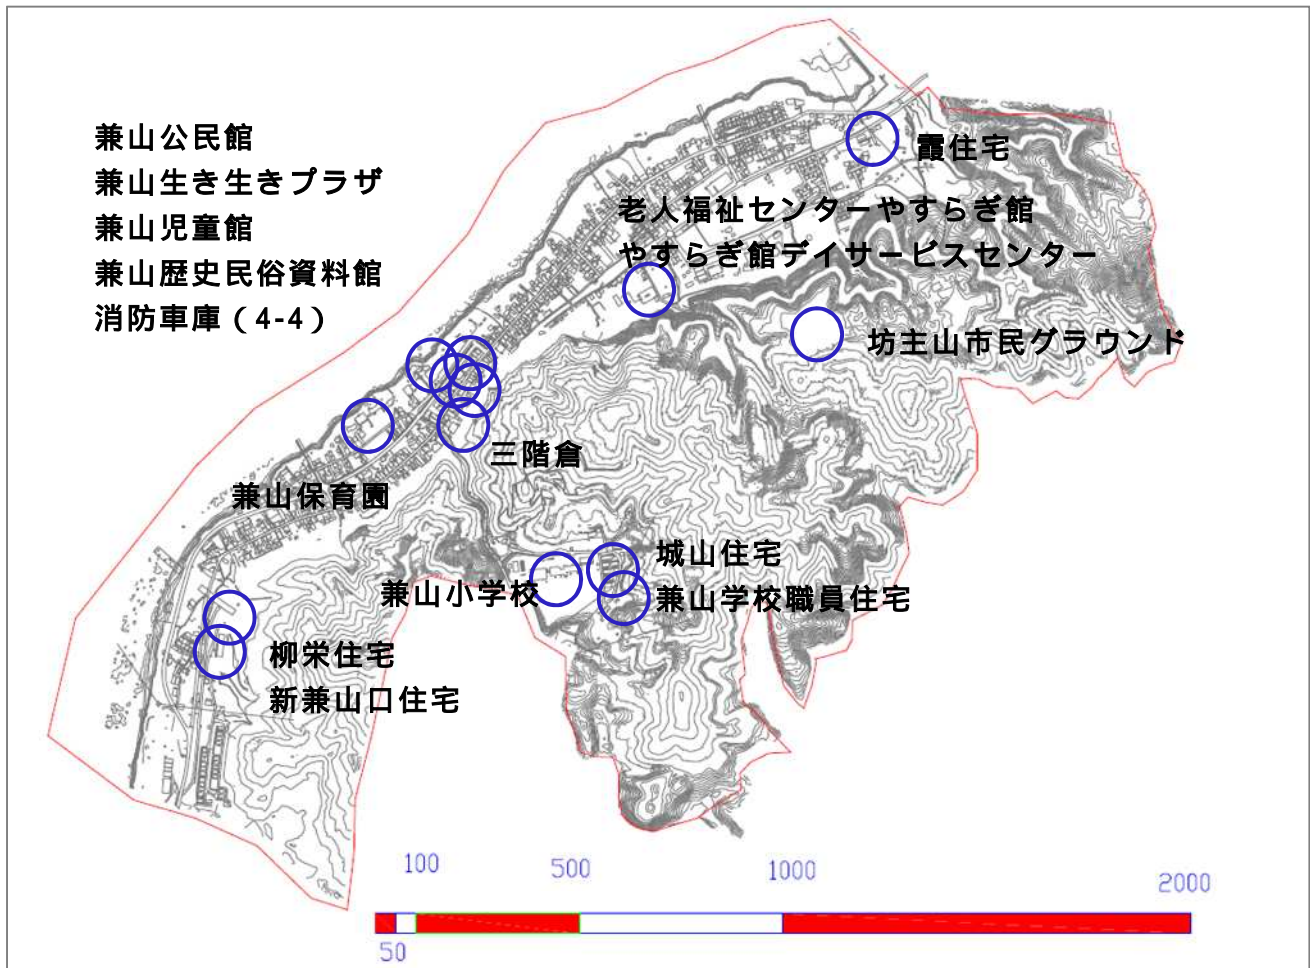 兼山公民館
兼山生き生きプラザ
兼山児童館
兼山歴史民俗資料館
消防車庫（4-4）
霞住宅
老人福祉センターやすらぎ館
やすらぎ館デイサービスセンター
坊主山市民グラウンド
三階倉
兼山保育園
城山住宅
兼山小学校
兼山学校職員住宅
柳栄住宅
新兼山口住宅
100
500
1000
2000
50